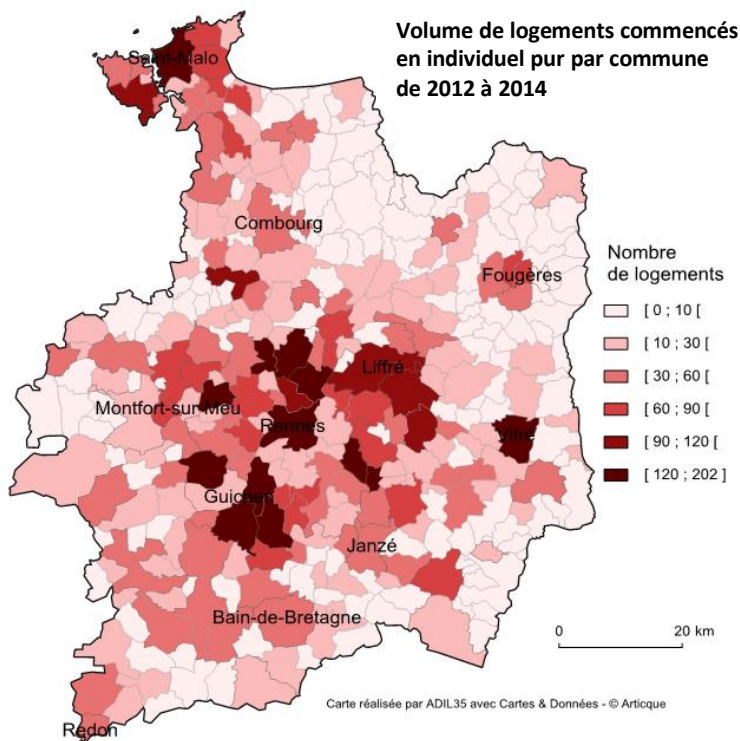 Volume de logements commencés
en individuel pur par commune
de 2012 à 2014
Saint-Malo
Combourg
Fougères
Nombre
de logements
[ 0 ; 10 [
[ 10 ; 30 [
[ 30 ; 60 [
[ 60 ; 90 [
[ 90 ; 120 [
[ 120 ; 202 ]
Liffré
Montfort-sur-Meu
Rennes
Vitré
Guichen
Janzé
Bain-de-Bretagne
0 20 km
Carte réalisée par ADIL35 avec Cartes & Données - © Articque
Redon